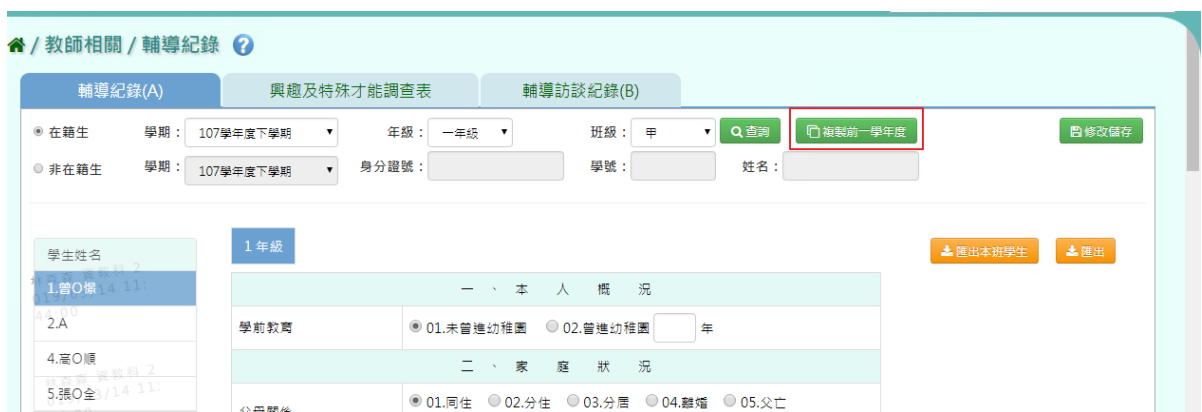 / 教師相關 / 輔導紀錄 ?
輔導紀錄(A) 興趣及特殊才能調查表 輔導訪談紀錄(B)
在籍生 學期： 107學年度下學期 年級： 一年級 班級： 甲 查詢 複製前一學年度 修改儲存
非在籍生 學期： 107學年度下學期 身分證號： 學號： 姓名：
學生姓名 1 年級 匯出本班學生 匯出
1.曾O憬
一 、 本 人 概 況
2.A
學前教育 01.未曾進幼稚園 02.曾進幼稚園 年
4.高O順
二 、 家 庭 狀 況
5.張O全
01.同住 02.分住 03.分居 04.離婚 05.父亡